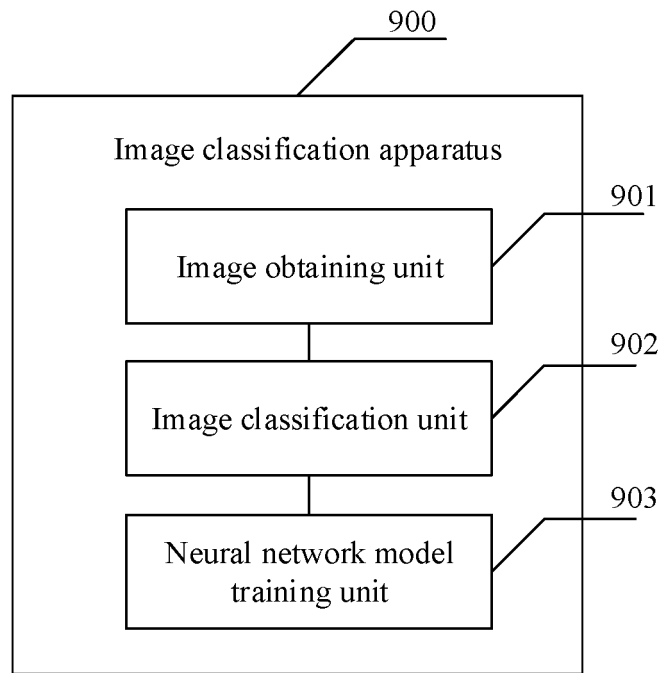 900
Image classification apparatus
901
Image obtaining unit
902
Image classification unit
903
Neural network model
training unit